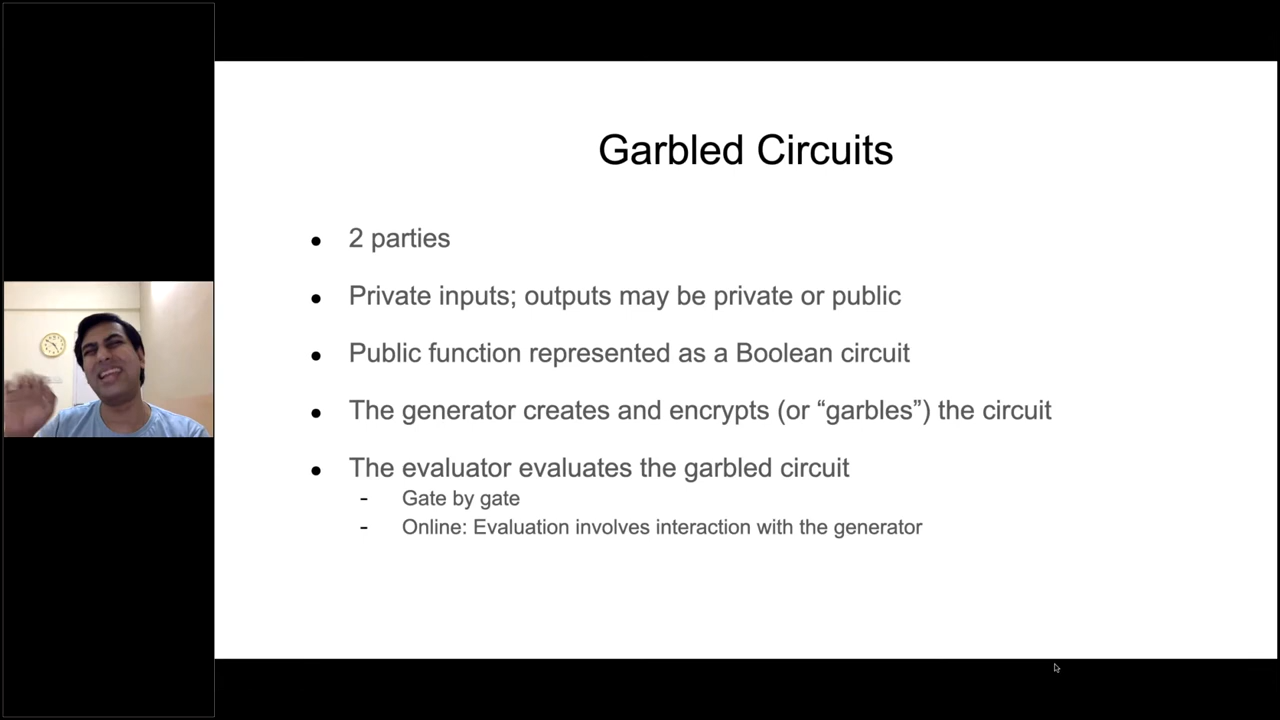 Garbled Circuits
● 2 parties
● Private inputs; outputs may be private or public
● Public function represented as a Boolean circuit
● The generator creates and encrypts (or “garbles”) the circuit
● The evaluator evaluates the garbled circuit
- Gate by gate
- Online: Evaluation involves interaction with the generator